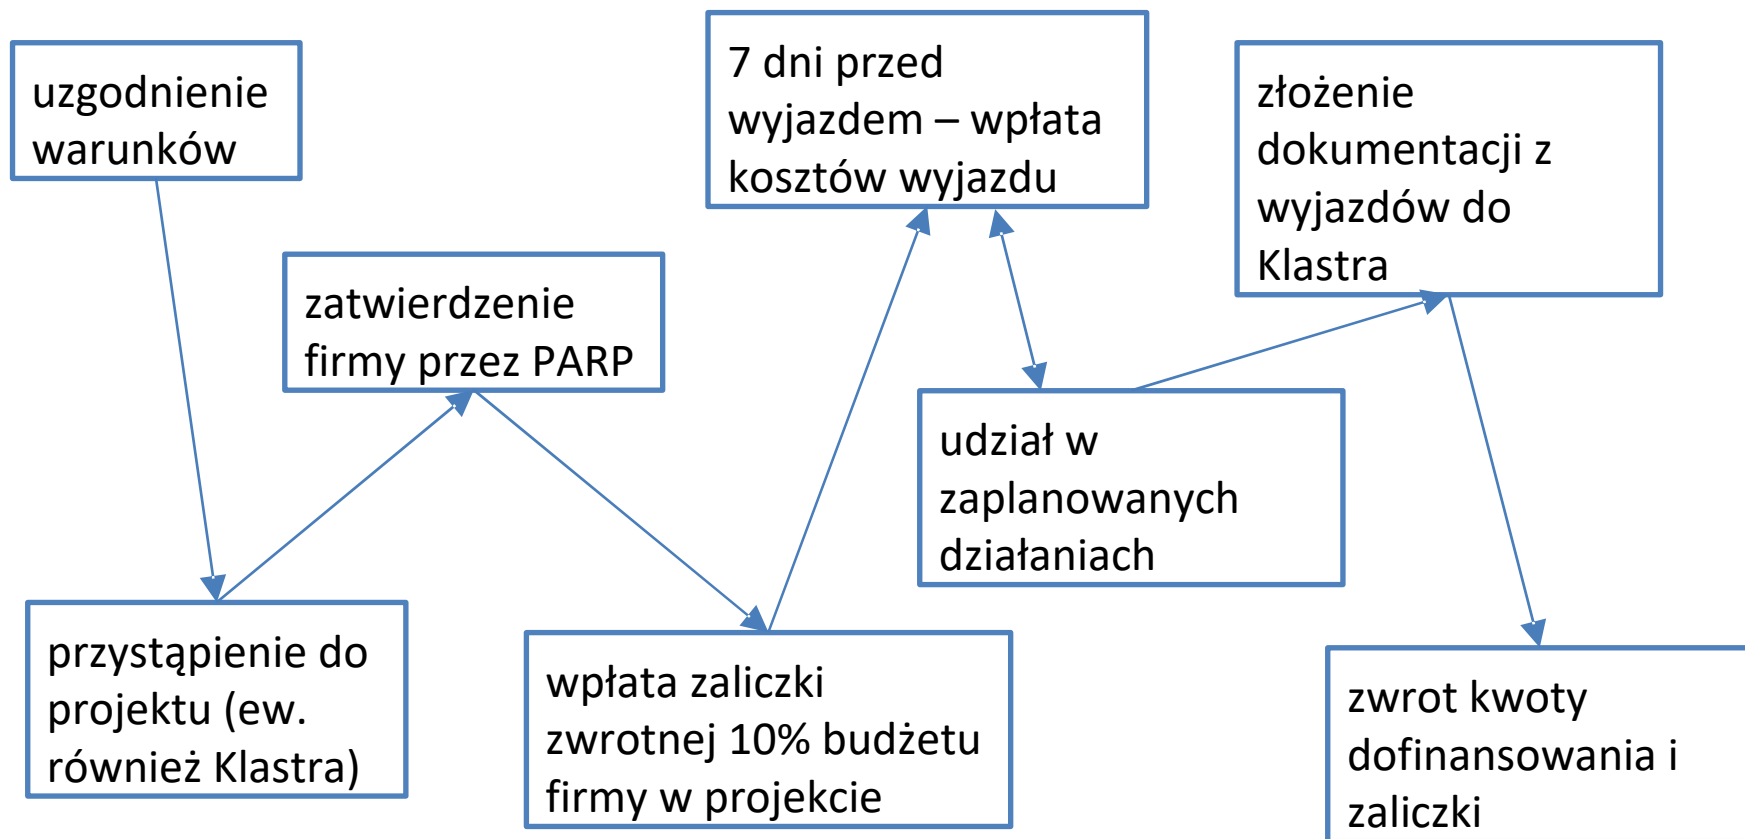 uzgodnienie
warunków
przystąpienie do
projektu (ew.
również Klastra)
zatwierdzenie
firmy przez PARP
wpłata zaliczki
zwrotnej 10% budżetu
firmy w projekcie
7 dni przed
wyjazdem – wpłata
kosztów wyjazdu
udział w
zaplanowanych
działaniach
złożenie
dokumentacji z
wyjazdów do
Klastra
zwrot kwoty
dofinansowania i
zaliczki